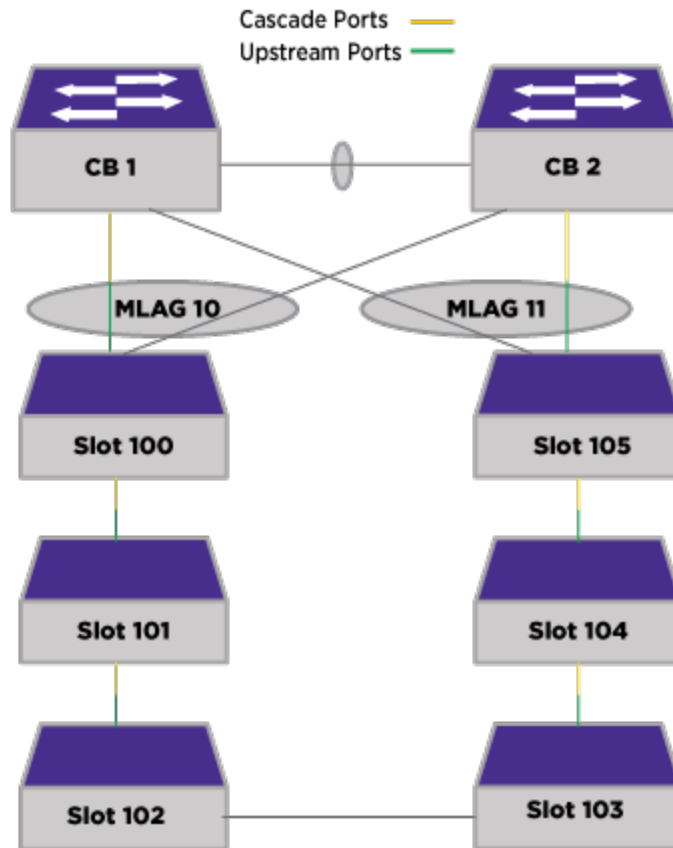 Cascade Ports
Upstream Ports
CB 1
CB 2
MLAG 10
MLAG 11
Slot 100
Slot 105
Slot 101
Slot 104
Slot 102
Slot 103